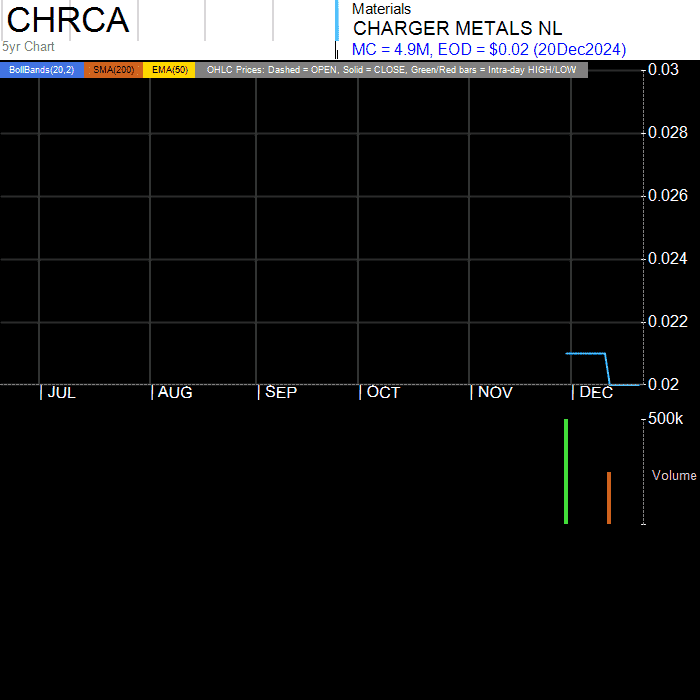 CHRCA
5yr Chart
Materials
CHARGER METALS NL
MC = 4.9M, EOD = $0.02 (20Dec2024)
BollBands(20,2) SMA(200) EMA(50) OHLC Prices: Dashed = OPEN, Solid = CLOSE, Green/Red bars = Intra-day HIGH/LOW
0.03
0.028
0.026
0.024
0.022
0.02
JUL AUG SEP OCT NOV DEC
500k
Volume